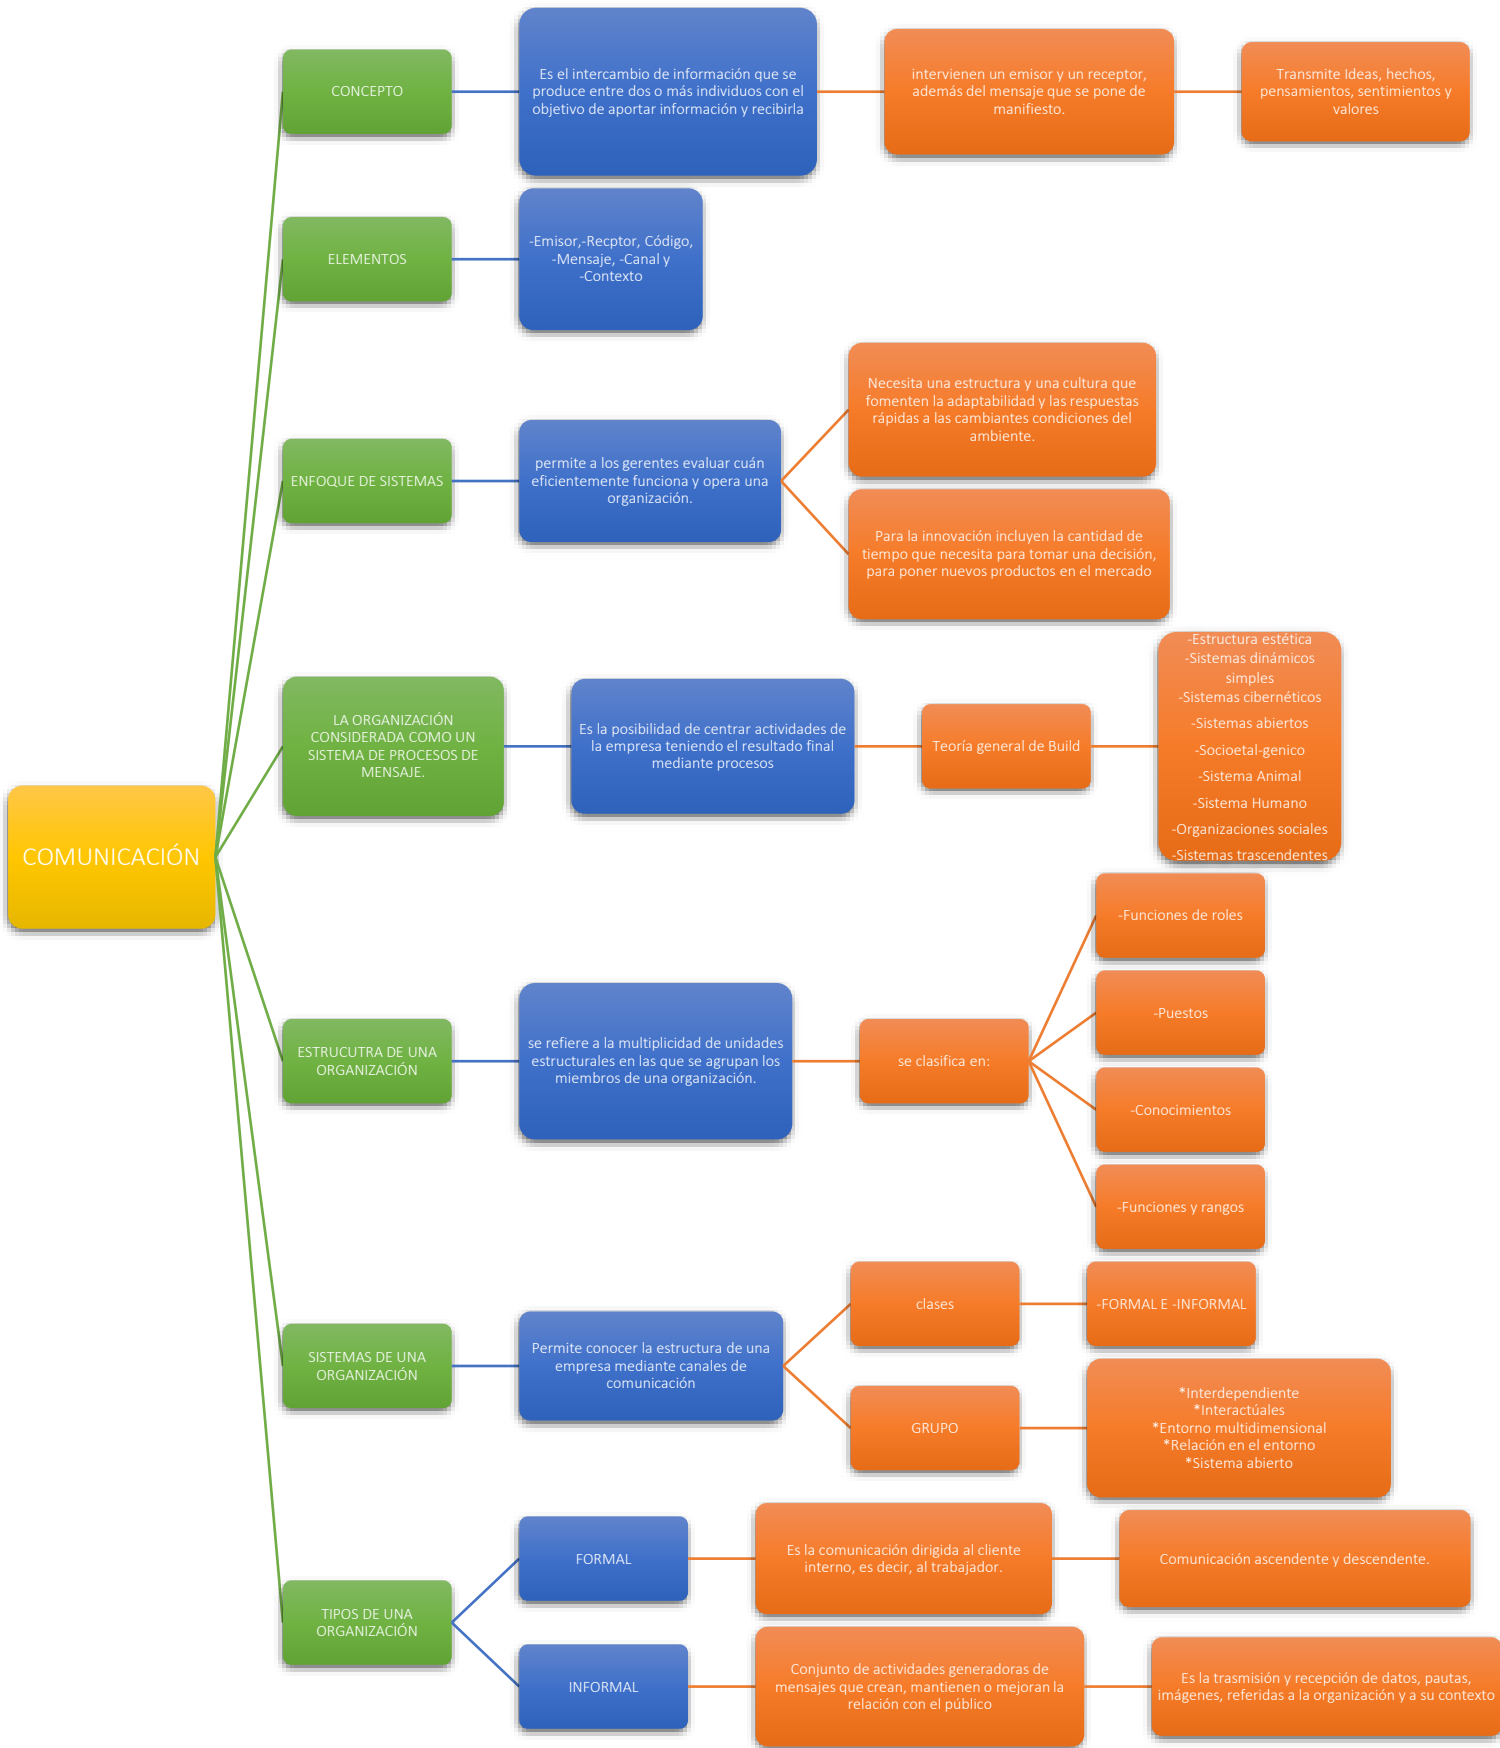 CONCEPTO
Es el intercambio de información que se
produce entre dos o más individuos con el
objetivo de aportar información y recibirla
intervienen un emisor y un receptor,
además del mensaje que se pone de
manifiesto.
Transmite Ideas, hechos,
pensamientos, sentimientos y
valores
ELEMENTOS
-Emisor,-Recptor, Código,
-Mensaje, -Canal y
-Contexto
ENFOQUE DE SISTEMAS
permite a los gerentes evaluar cuán
eficientemente funciona y opera una
organización.
Necesita una estructura y una cultura que
fomenten la adaptabilidad y las respuestas
rápidas a las cambiantes condiciones del
ambiente.
Para la innovación incluyen la cantidad de
tiempo que necesita para tomar una decisión,
para poner nuevos productos en el mercado
LA ORGANIZACIÓN
CONSIDERADA COMO UN
SISTEMA DE PROCESOS DE
MENSAJE.
Es la posibilidad de centrar actividades de
la empresa teniendo el resultado final
mediante procesos
Teoría general de Build
-Estructura estética
-Sistemas dinámicos
simples
-Sistemas cibernéticos
-Sistemas abiertos
-Socioetal-genico
-Sistema Animal
-Sistema Humano
-Organizaciones sociales
-Sistemas trascendentes
COMUNICACIÓN
ESTRUCUTRA DE UNA
ORGANIZACIÓN
se refiere a la multiplicidad de unidades
estructurales en las que se agrupan los
miembros de una organización.
se clasifica en:
-Funciones de roles
-Puestos
-Conocimientos
-Funciones y rangos
SISTEMAS DE UNA
ORGANIZACIÓN
Permite conocer la estructura de una
empresa mediante canales de
comunicación
clases
-FORMAL E -INFORMAL
GRUPO
*Interdependiente
*Interactúales
*Entorno multidimensional
*Relación en el entorno
*Sistema abierto
TIPOS DE UNA
ORGANIZACIÓN
FORMAL
Es la comunicación dirigida al cliente
interno, es decir, al trabajador.
Comunicación ascendente y descendente.
INFORMAL
Conjunto de actividades generadoras de
mensajes que crean, mantienen o mejoran la
relación con el público
Es la trasmisión y recepción de datos, pautas,
imágenes, referidas a la organización y a su contexto